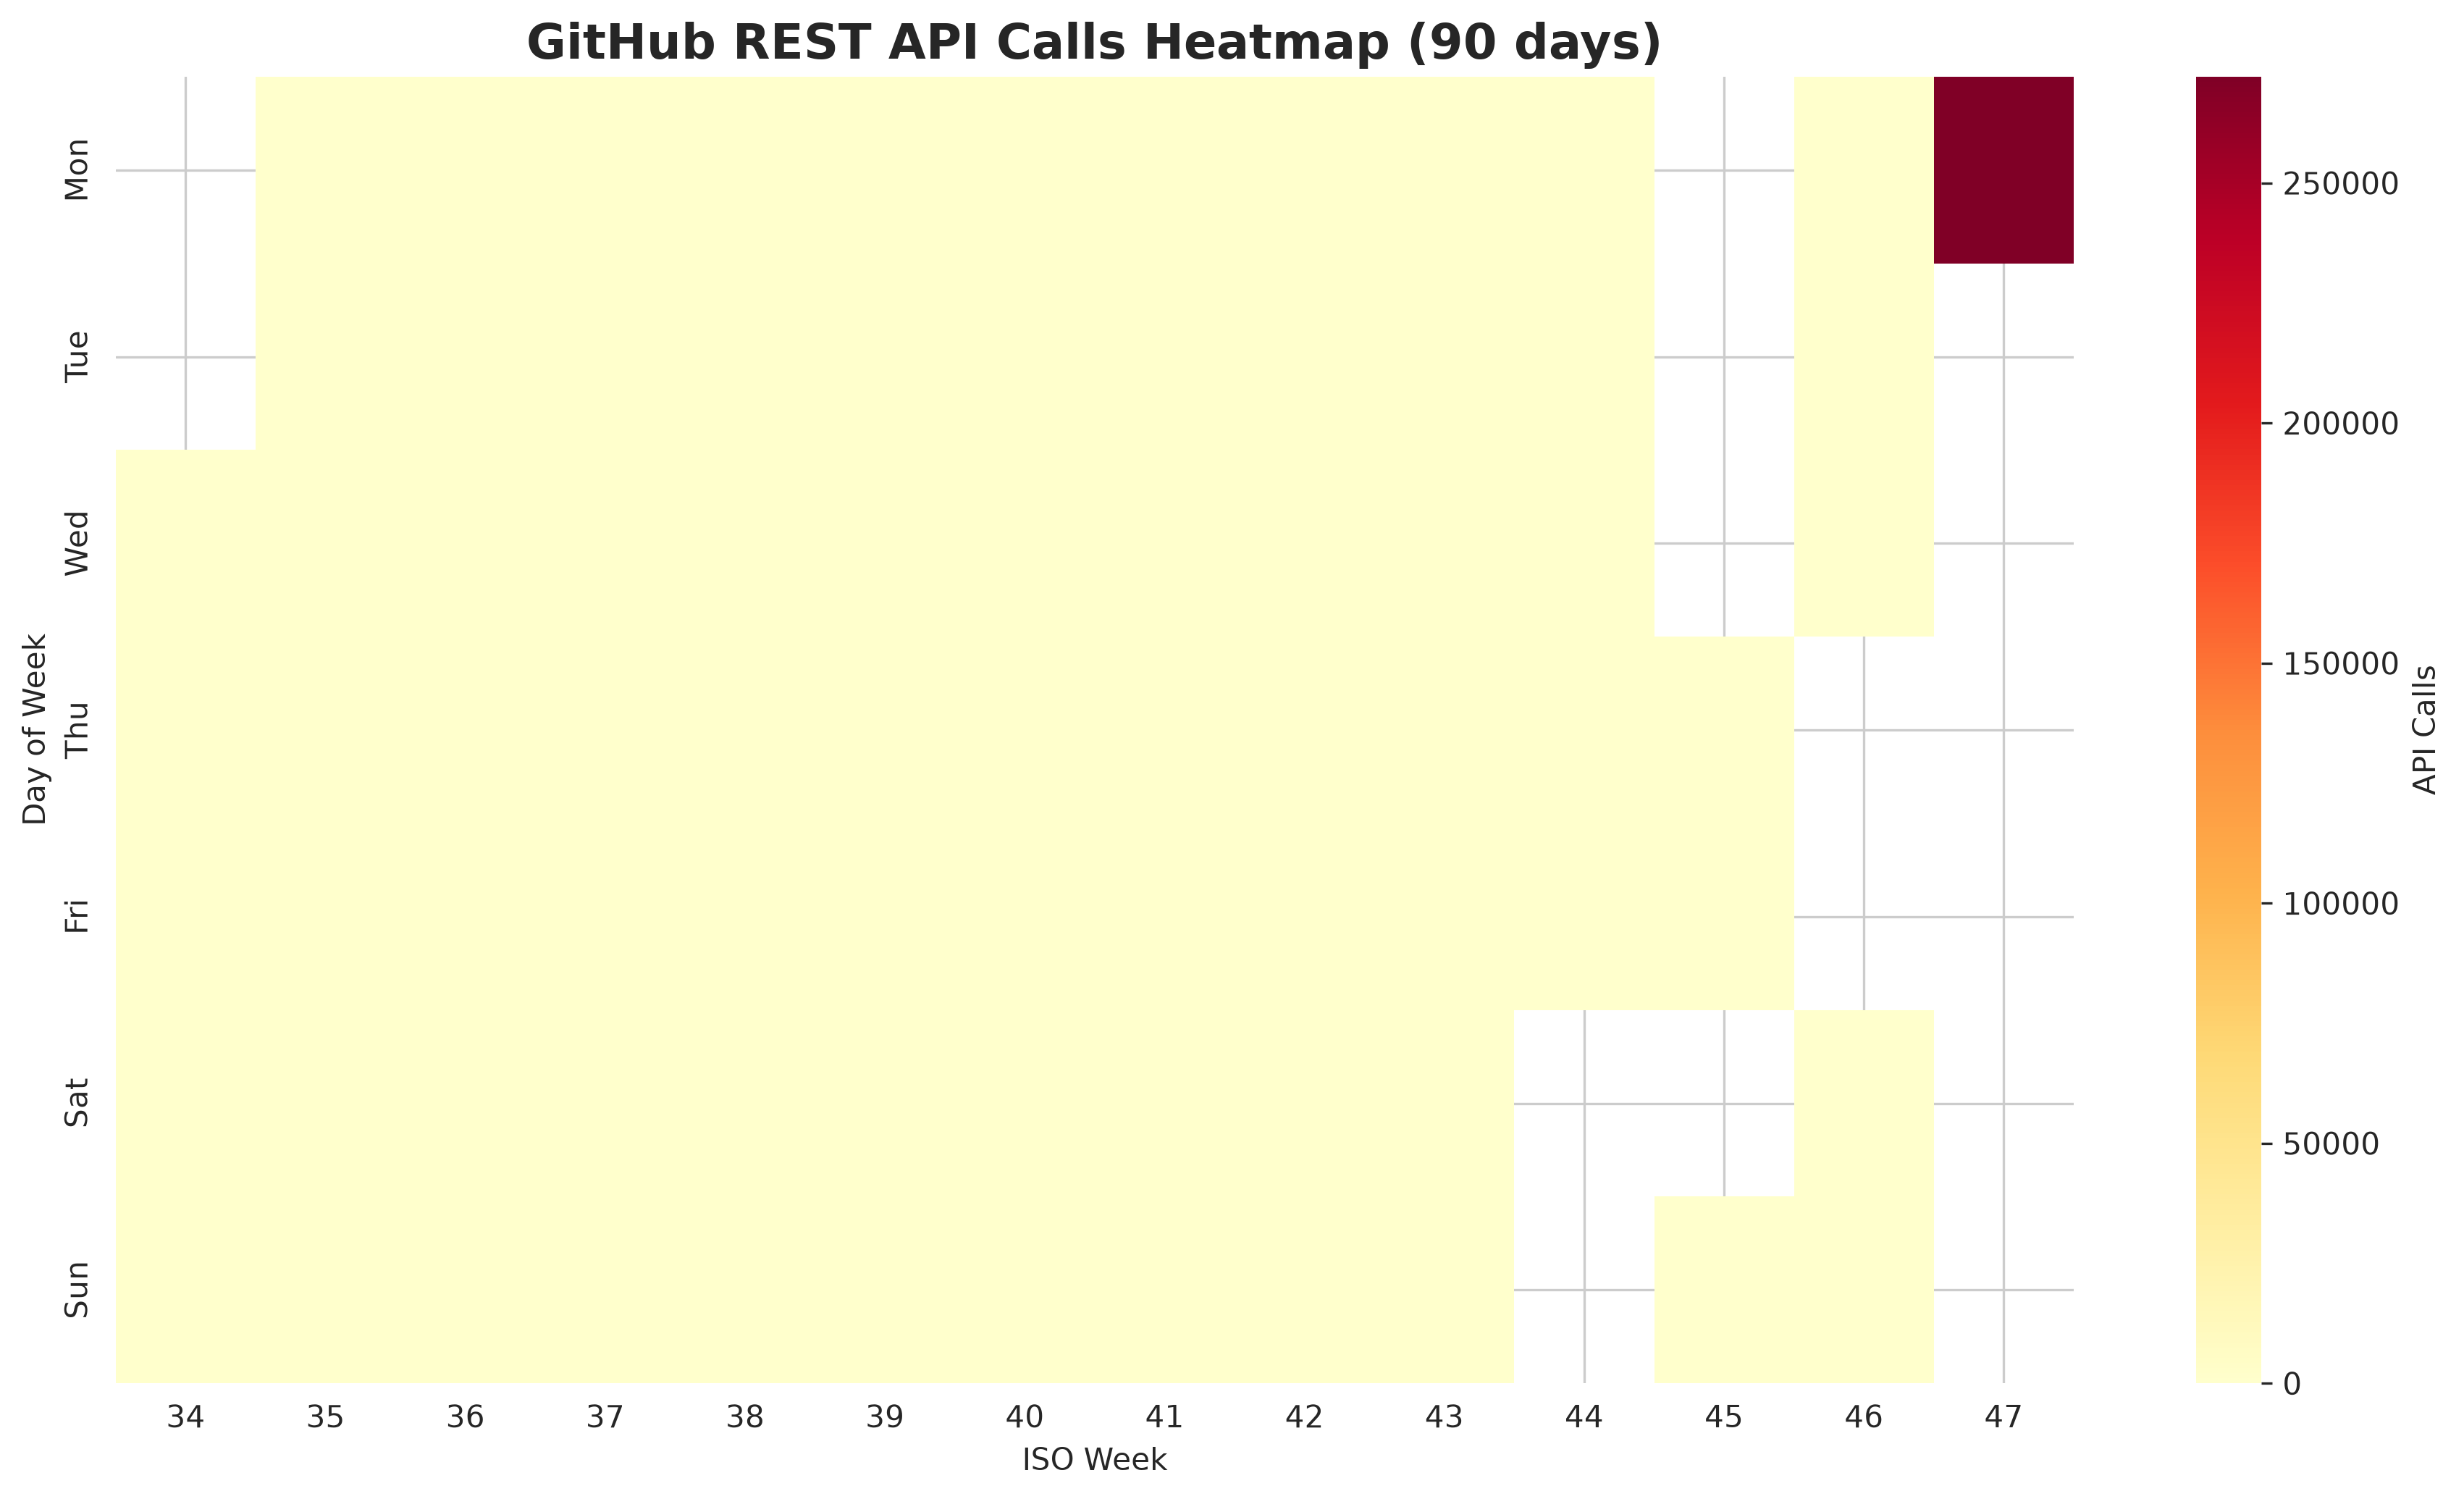 GitHub REST API Calls Heatmap (90 days)
Day of Week
Mon
Tue
Wed
Thu
Fri
Sat
Sun
34 35 36 37 38 39 40 41 42 43 44 45 46 47
ISO Week
250000
200000
150000
100000
50000
0
API Calls